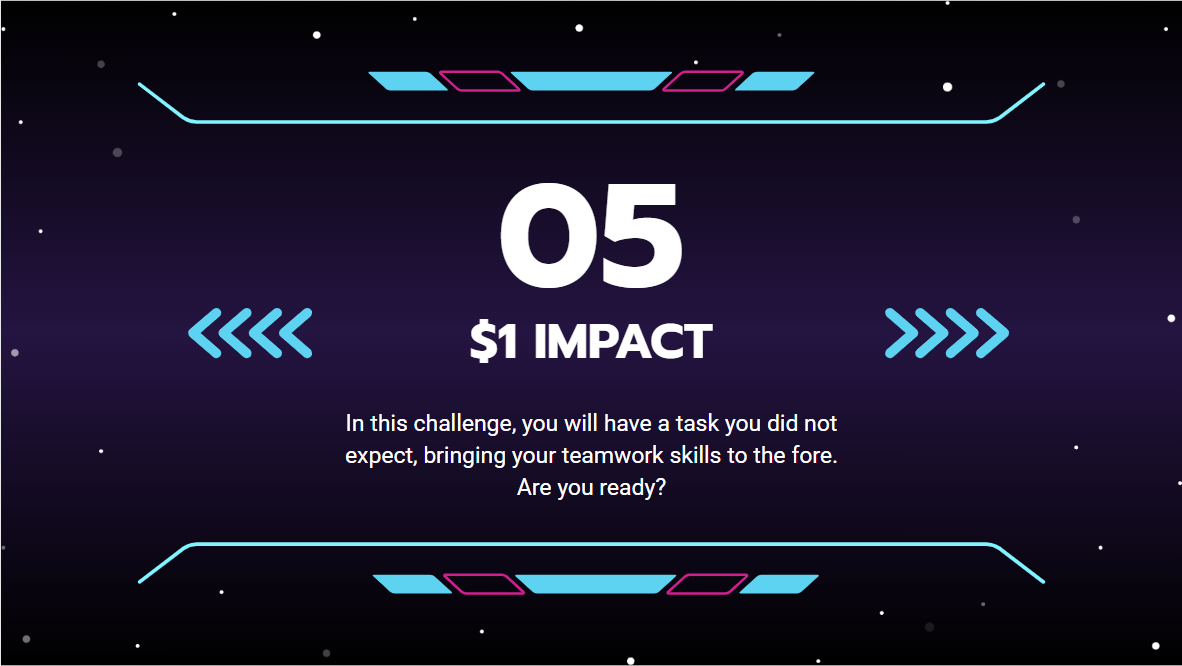 05
$1 IMPACT
In this challenge, you will have a task you did not
expect, bringing your teamwork skills to the fore.
Are you ready?